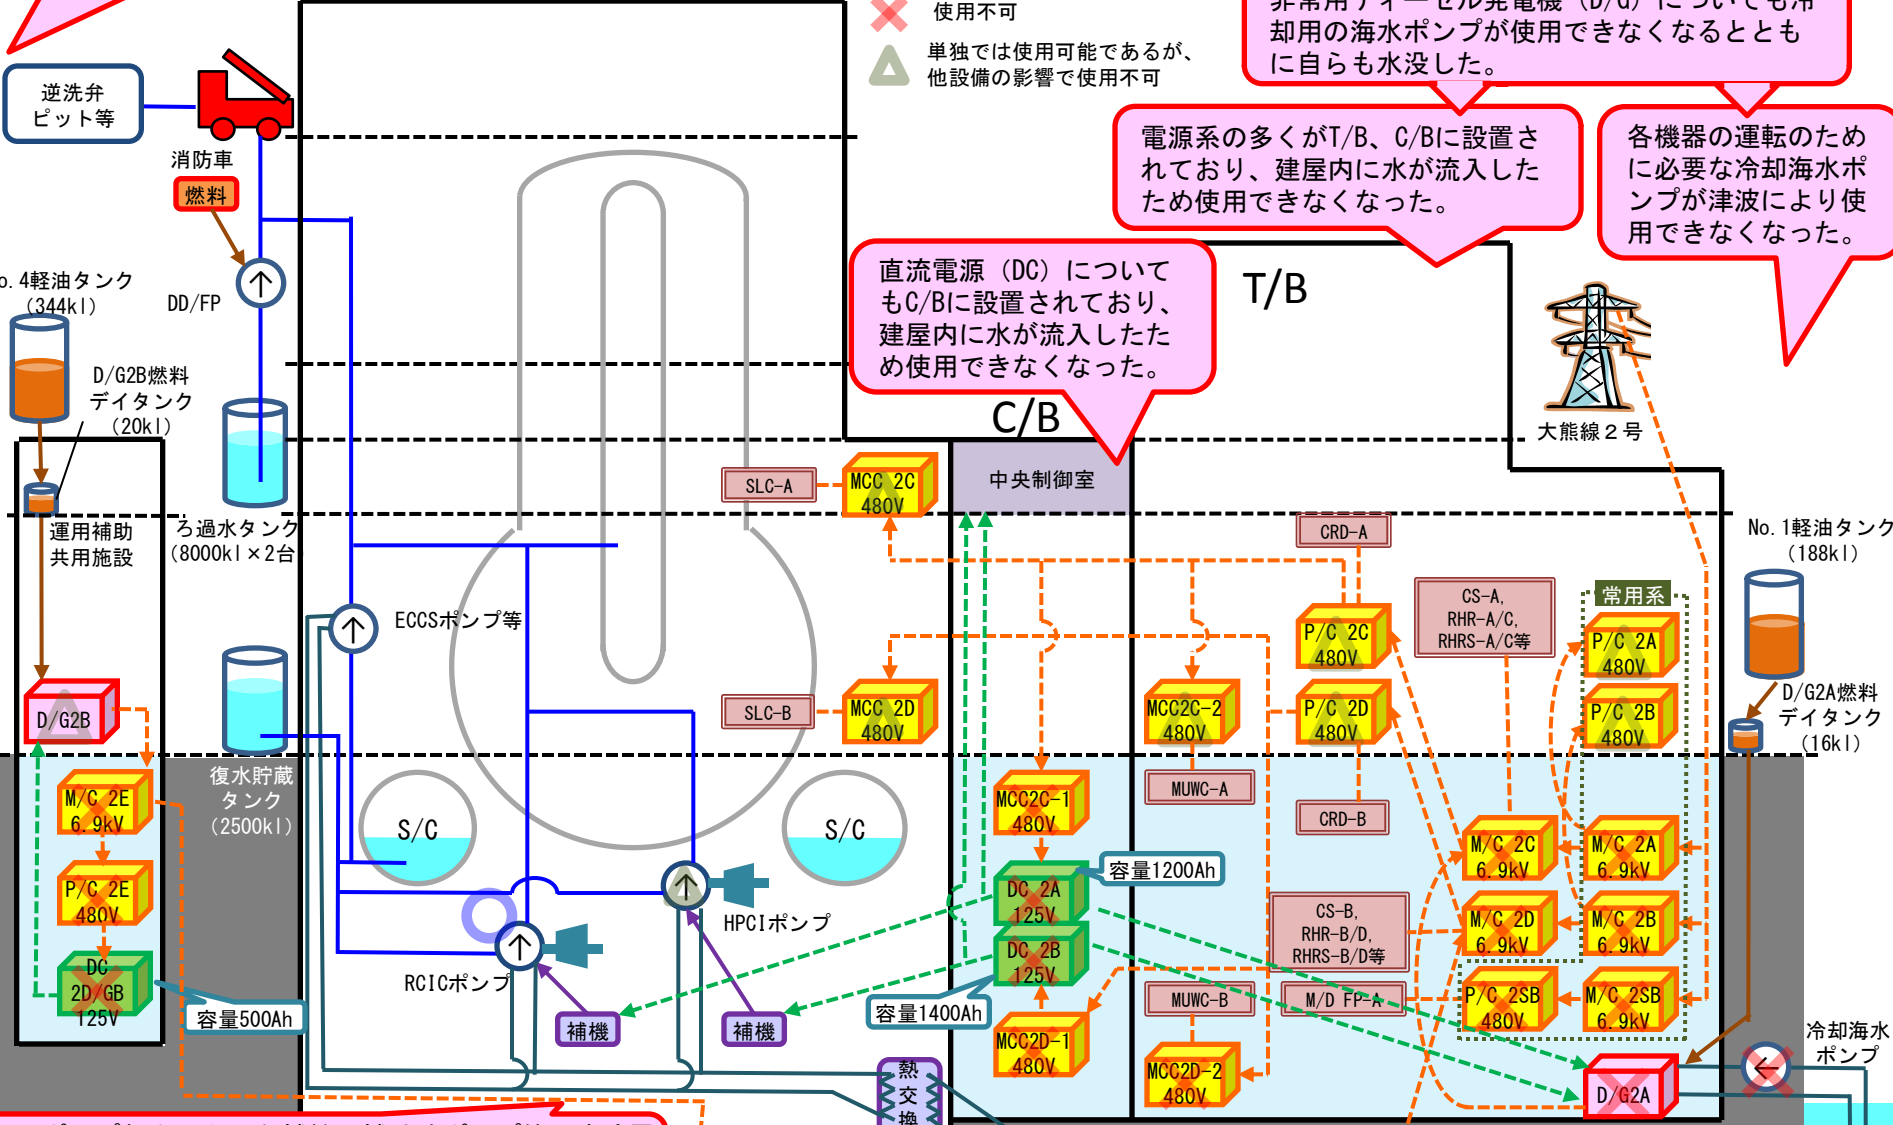 使用不可
単独では使用可能であるが、
他設備の影響で使用不可
非常用ディーゼル発電機（D/G）についても冷
却用の海水ポンプが使用できなくなるととも
に自らも水没した。
電源系の多くがT/B、C/Bに設置さ
れており、建屋内に水が流入した
ため使用できなくなった。
各機器の運転のため
に必要な冷却海水ポ
ンプが津波により使
用できなくなった。
直流電源（DC）について
もC/Bに設置されており、
建屋内に水が流入したた
め使用できなくなった。
逆洗弁
ピット等
消防車
燃料
DD/FP
o.4軽油タンク
(344kl)
D/G2B燃料
デイタンク
(20kl)
運用補助
共用施設
ろ過水タンク
(8000kl×2台
T/B
C/B
中央制御室
大熊線２号
SLC-A
MCC 2C
480V
CRD-A
No.1軽油タンク
(188kl)
ECCSポンプ等
CS-A,
RHR-A/C,
RHRS-A/C等
常用系
P/C 2C
480V
P/C 2A
480V
D/G2B
SLC-B
MCC 2D
480V
MCC2C-2
480V
P/C 2D
480V
P/C 2B
480V
D/G2A燃料
デイタンク
(16kl)
復水貯蔵
タンク
(2500kl)
M/C 2E
6.9kV
S/C
S/C
MCC2C-1
480V
MUWC-A
CRD-B
M/C 2C
6.9kV
M/C 2A
6.9kV
P/C 2E
480V
容量1200Ah
DC 2A
125V
HPCIポンプ
CS-B,
RHR-B/D,
RHRS-B/D等
M/C 2D
6.9kV
M/C 2B
6.9kV
DC
2D/GB
125V
DC 2B
125V
RCICポンプ
容量500Ah
補機
補機
容量1400Ah
MUWC-B
M/D FP-A
P/C 2SB
480V
M/C 2SB
6.9kV
MCC2D-1
480V
MCC2D-2
480V
冷却海水
ポンプ
D/G2A
熱
交
換